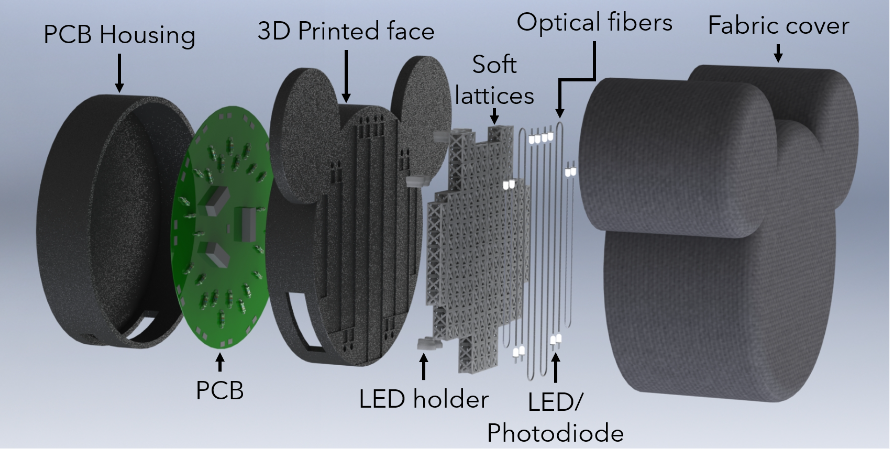 PCB Housing
3D Printed face
Optical fibers
Fabric cover
Soft
lattices
PCB
LED holder
LED/
Photodiode